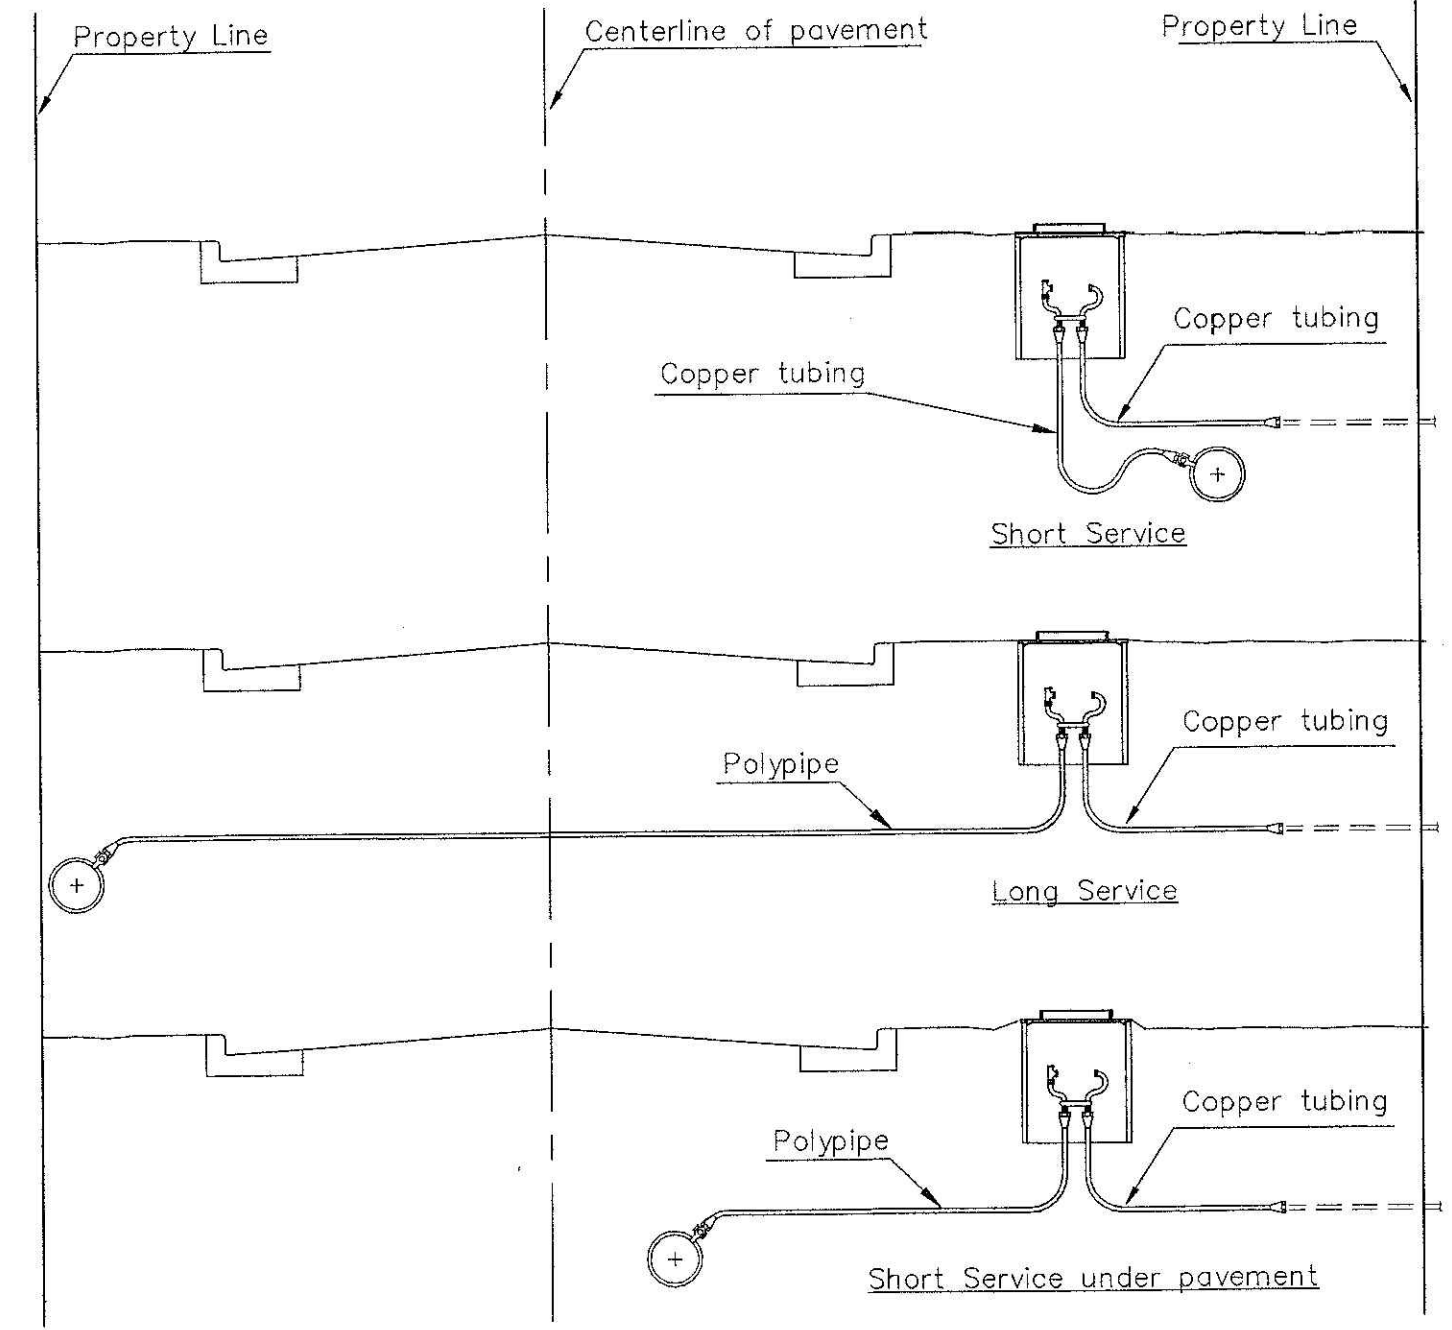 Property Line
Centerline of pavement
Property Line
Copper tubing
Copper tubing
Short Service
Copper tubing
Polypipe
Long Service
Copper tubing
Polypipe
Short Service under pavement